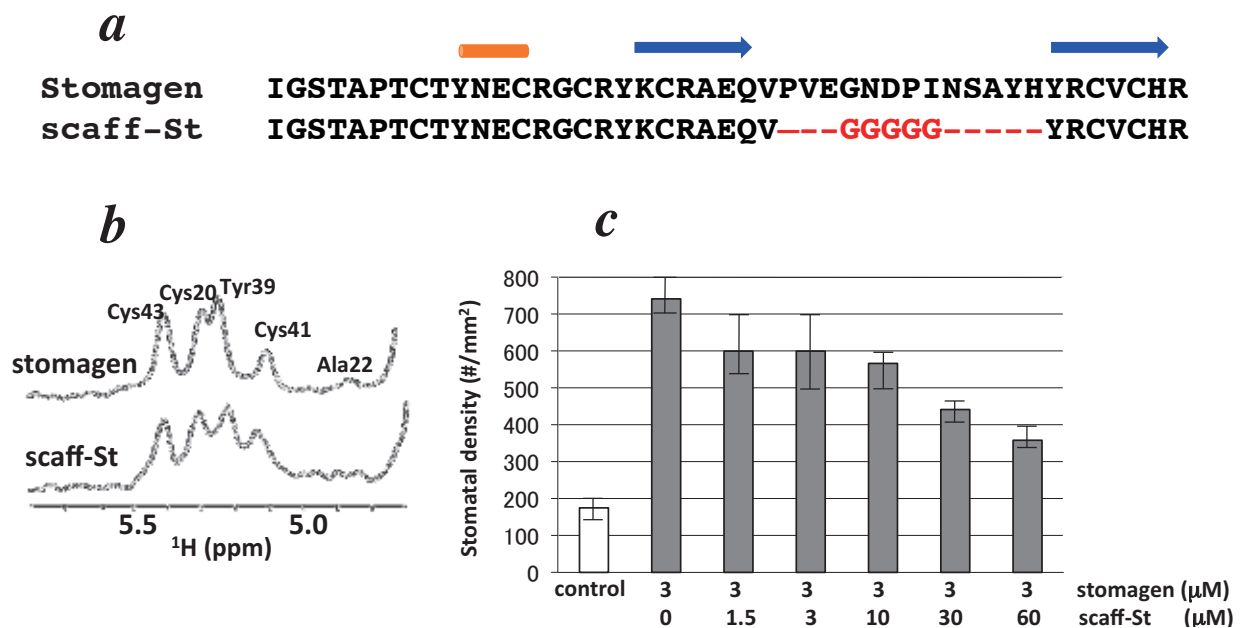 a
Stomagen IGSTAPTCTYNECRGCRYKCRAEQVPVEGNDPINSAYHYRCVCHR
scaff-St IGSTAPTCTYNECRGCRYKCRAEQV---GGGGG-----YRCVCHR
b
Cys43 Cys20 Tyr39 Cys41 Ala22
stomagen
scaff-St
5.5 5.0
¹H (ppm)
c
Stomatal density (#/mm²)
800
700
600
500
400
300
200
100
0
control 3 3 3 3 3 3 stomagen (μM)
0 1.5 3 10 30 60 scaff-St (μM)